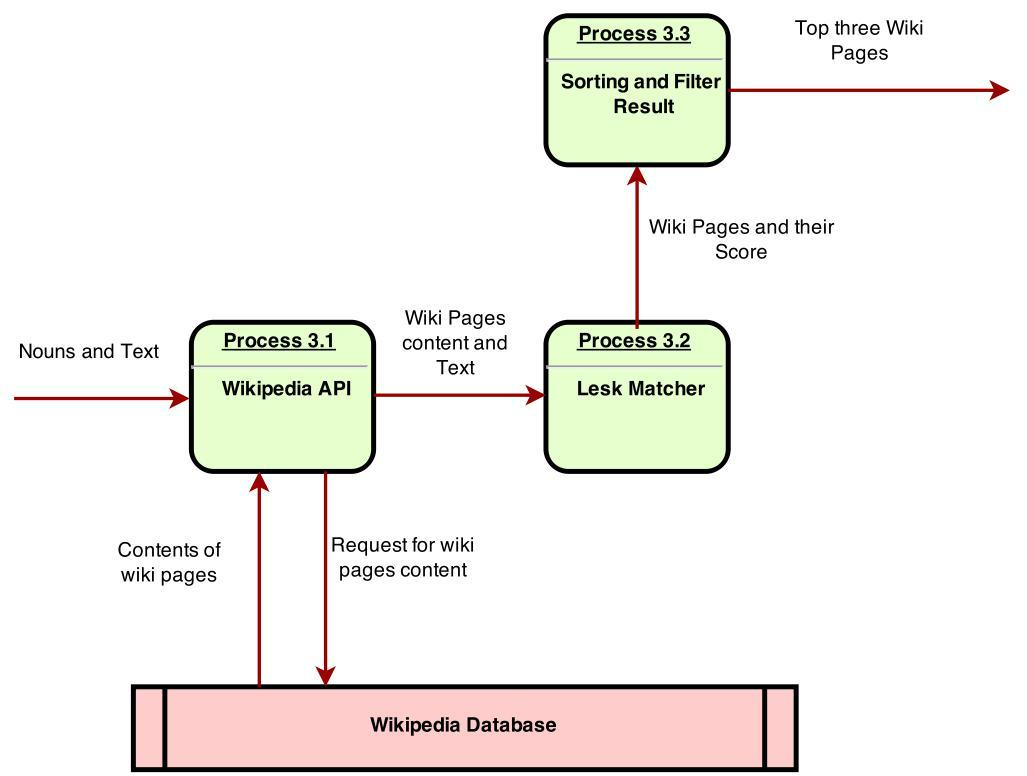 Process 3.3
Sorting and Filter
Result
Top three Wiki
Pages
Wiki Pages and their
Score
Nouns and Text
Process 3.1
Wikipedia API
Wiki Pages
content and
Text
Process 3.2
Lesk Matcher
Contents of
wiki pages
Request for wiki
pages content
Wikipedia Database